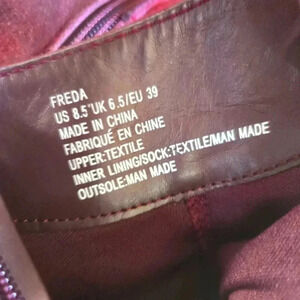 FREDA
US 8.5"UK 6.5/EU 39
MADE IN CHINA
FABRIQUÉ EN CHINE
UPPER:TEXTILE
INNER LINING/SOCK:TEXTILE/MAN MADE
OUTSOLE:MAN MADE